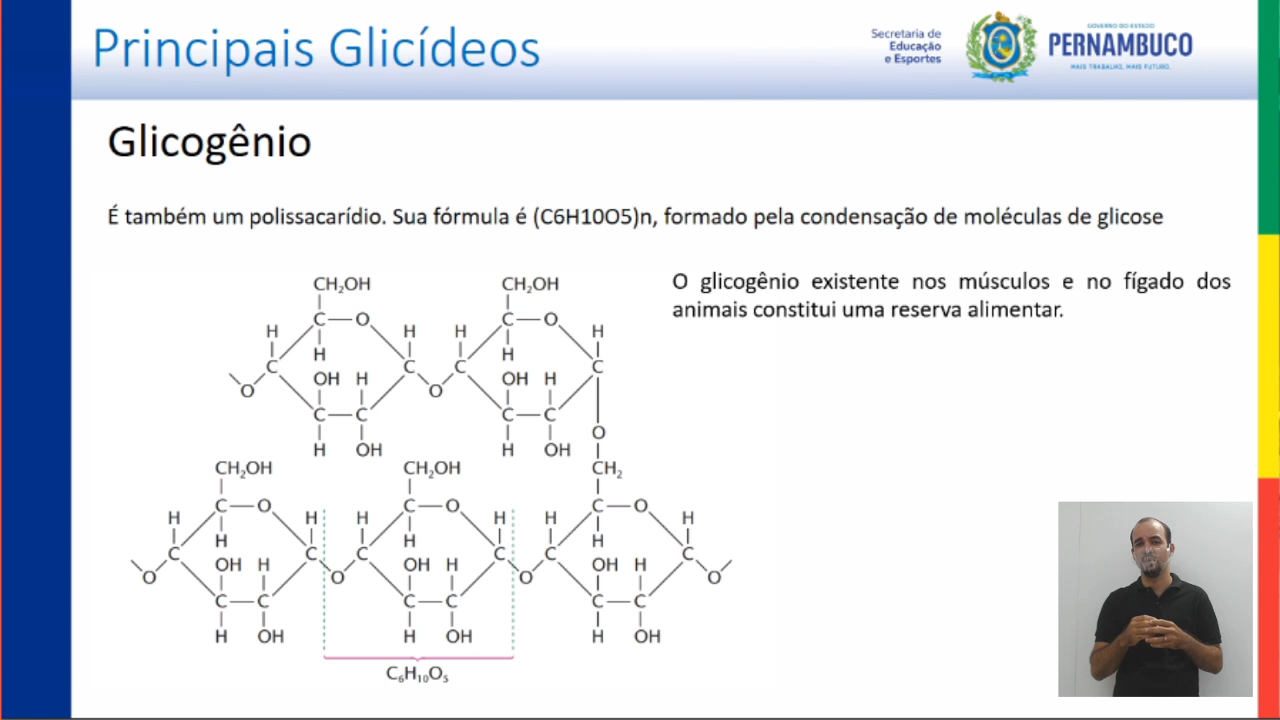 Principais Glicídeos
Secretaria de
Educação
e Esportes
GOVERNO DO ESTADO
PERNAMBUCO
MAIS TRABALHO, MAIS FUTURO.
Glicogênio
É também um polissacarídio. Sua fórmula é (C6H10O5)n, formado pela condensação de moléculas de glicose
O glicogênio existente nos músculos e no fígado dos
animais constitui uma reserva alimentar.
CH₂OH CH₂OH
C O C O
H H H H
H H
C C C C
OH H OH H
O O
C C C C
O
H OH H OH
CH₂OH CH₂OH CH₂
C O C O C O
H H H H H H
H H H
C C C C C C
OH H OH H OH H
O O O O
C C C C C C
H OH H OH H OH
C₆H₁₀O₅